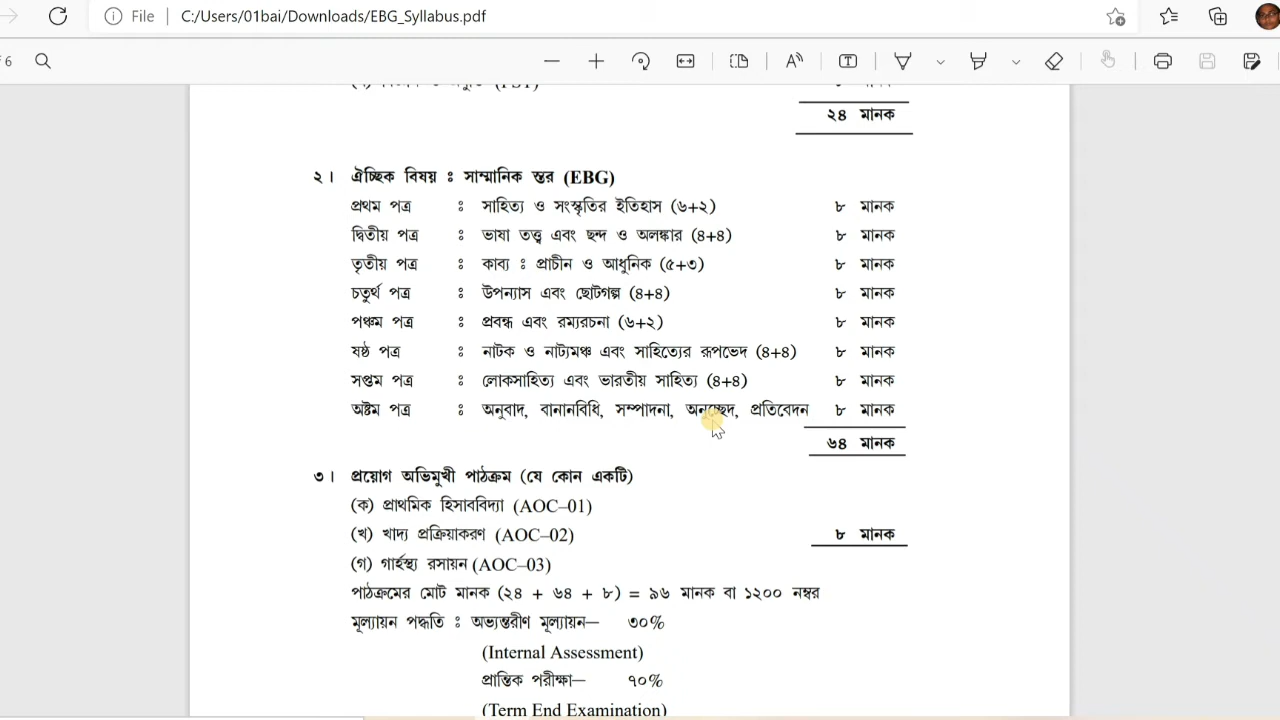 File C:/Users/01bai/Downloads/EBG_Syllabus.pdf
6
(PST)
২৪ মানক
২। ঐচ্ছিক বিষয় ঃ সাম্মানিক স্তর (EBG)
প্রথম পত্র ঃ সাহিত্য ও সংস্কৃতির ইতিহাস (৬+২) ৮ মানক
দ্বিতীয় পত্র ঃ ভাষা তত্ত্ব এবং ছন্দ ও অলঙ্কার (৪+৪) ৮ মানক
তৃতীয় পত্র ঃ কাব্য ঃ প্রাচীন ও আধুনিক (৫+৩) ৮ মানক
চতুর্থ পত্র ঃ উপন্যাস এবং ছোটগল্প (৪+৪) ৮ মানক
পঞ্চম পত্র ঃ প্রবন্ধ এবং রম্যরচনা (৬+২) ৮ মানক
ষষ্ঠ পত্র ঃ নাটক ও নাট্যমঞ্চ এবং সাহিত্যের রূপভেদ (৪+৪) ৮ মানক
সপ্তম পত্র ঃ লোকসাহিত্য এবং ভারতীয় সাহিত্য (৪+৪) ৮ মানক
অষ্টম পত্র ঃ অনুবাদ, বানানবিধি, সম্পাদনা, অনুচ্ছেদ, প্রতিবেদন ৮ মানক
৬৪ মানক
৩। প্রয়োগ অভিমুখী পাঠক্রম (যে কোন একটি)
(ক) প্রাথমিক হিসাববিদ্যা (AOC–01)
(খ) খাদ্য প্রক্রিয়াকরণ (AOC–02) ৮ মানক
(গ) গার্হস্থ্য রসায়ন (AOC–03)
পাঠক্রমের মোট মানক (২৪ + ৬৪ + ৮) = ৯৬ মানক বা ১২০০ নম্বর
মূল্যায়ন পদ্ধতি ঃ অভ্যন্তরীণ মূল্যায়ন— ৩০%
(Internal Assessment)
প্রান্তিক পরীক্ষা— ৭০%
(Term End Examination)